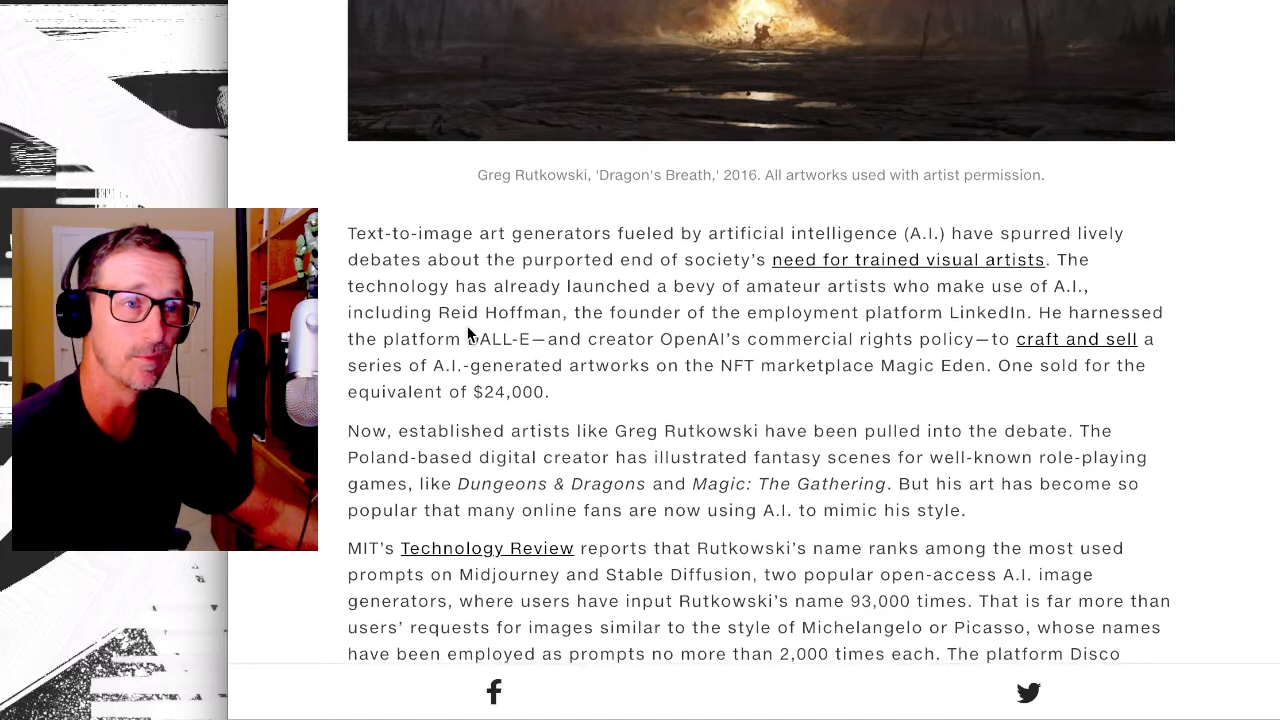 Greg Rutkowski, 'Dragon's Breath,' 2016. All artworks used with artist permission.
Text-to-image art generators fueled by artificial intelligence (A.I.) have spurred lively
debates about the purported end of society’s need for trained visual artists. The
technology has already launched a bevy of amateur artists who make use of A.I.,
including Reid Hoffman, the founder of the employment platform LinkedIn. He harnessed
the platform DALL-E—and creator OpenAI’s commercial rights policy—to craft and sell a
series of A.I.-generated artworks on the NFT marketplace Magic Eden. One sold for the
equivalent of $24,000.
Now, established artists like Greg Rutkowski have been pulled into the debate. The
Poland-based digital creator has illustrated fantasy scenes for well-known role-playing
games, like Dungeons & Dragons and Magic: The Gathering. But his art has become so
popular that many online fans are now using A.I. to mimic his style.
MIT’s Technology Review reports that Rutkowski’s name ranks among the most used
prompts on Midjourney and Stable Diffusion, two popular open-access A.I. image
generators, where users have input Rutkowski’s name 93,000 times. That is far more than
users’ requests for images similar to the style of Michelangelo or Picasso, whose names
have been employed as prompts no more than 2,000 times each. The platform Disco